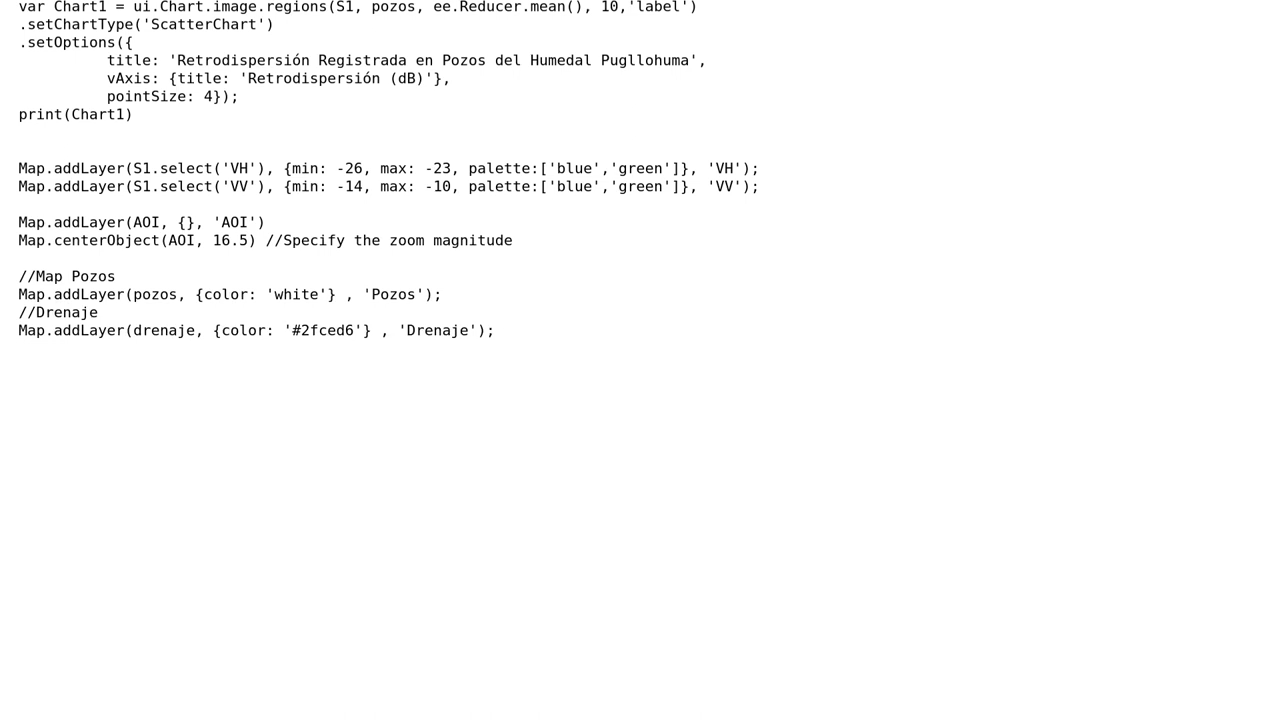 var Chart1 = ui.Chart.image.regions(S1, pozos, ee.Reducer.mean(), 10,'label')
.setChartType('ScatterChart')
.setOptions({
          title: 'Retrodispersión Registrada en Pozos del Humedal Pugllohuma',
          vAxis: {title: 'Retrodispersión (dB)'},
          pointSize: 4});
print(Chart1)
Map.addLayer(S1.select('VH'), {min: -26, max: -23, palette:['blue','green']}, 'VH');
Map.addLayer(S1.select('VV'), {min: -14, max: -10, palette:['blue','green']}, 'VV');
Map.addLayer(AOI, {}, 'AOI')
Map.centerObject(AOI, 16.5) //Specify the zoom magnitude
//Map Pozos
Map.addLayer(pozos, {color: 'white'} , 'Pozos');
//Drenaje
Map.addLayer(drenaje, {color: '#2fced6'} , 'Drenaje');